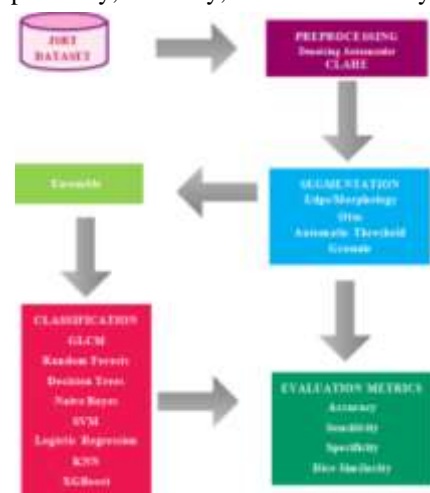 JSRT
DATASET
PREPROCESSING
Denoising Autoencoder
CLAHE
Ensemble
SEGMENTATION
Edge/Morphology
Otsu
Automatic Threshold
CLASSIFICATION
GLCM
Random Forests
Decision Trees
Naive Bayes
SVM
Logistic Regression
KNN
XGBoost
EVALUATION METRICS
Accuracy
Sensitivity
Specificity
Dice Similarity